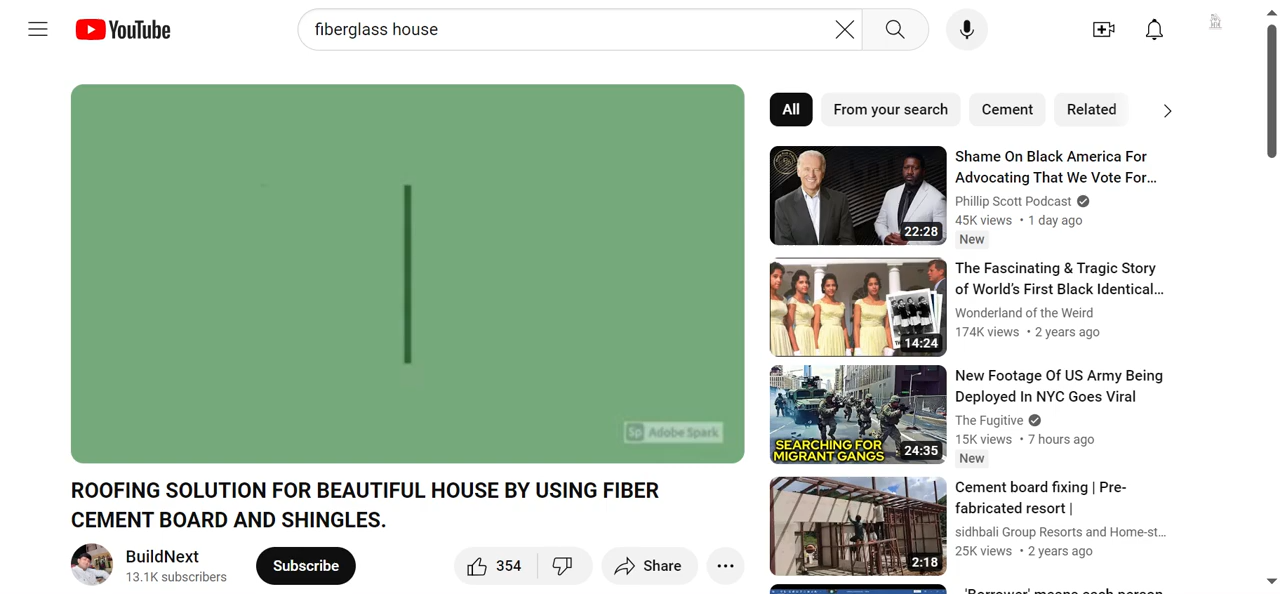 YouTube
fiberglass house
All
From your search
Cement
Related
Sp Adobe Spark
ROOFING SOLUTION FOR BEAUTIFUL HOUSE BY USING FIBER
CEMENT BOARD AND SHINGLES.
BuildNext
13.1K subscribers
Subscribe
354
Share
22:28
Shame On Black America For
Advocating That We Vote For...
Phillip Scott Podcast
45K views • 1 day ago
New
14:24
The Fascinating & Tragic Story
of World’s First Black Identical...
Wonderland of the Weird
174K views • 2 years ago
SEARCHING FOR
MIGRANT GANGS
24:35
New Footage Of US Army Being
Deployed In NYC Goes Viral
The Fugitive
15K views • 7 hours ago
New
2:18
Cement board fixing | Pre-
fabricated resort |
sidhbali Group Resorts and Home-st...
25K views • 2 years ago
'Borrower' means each person